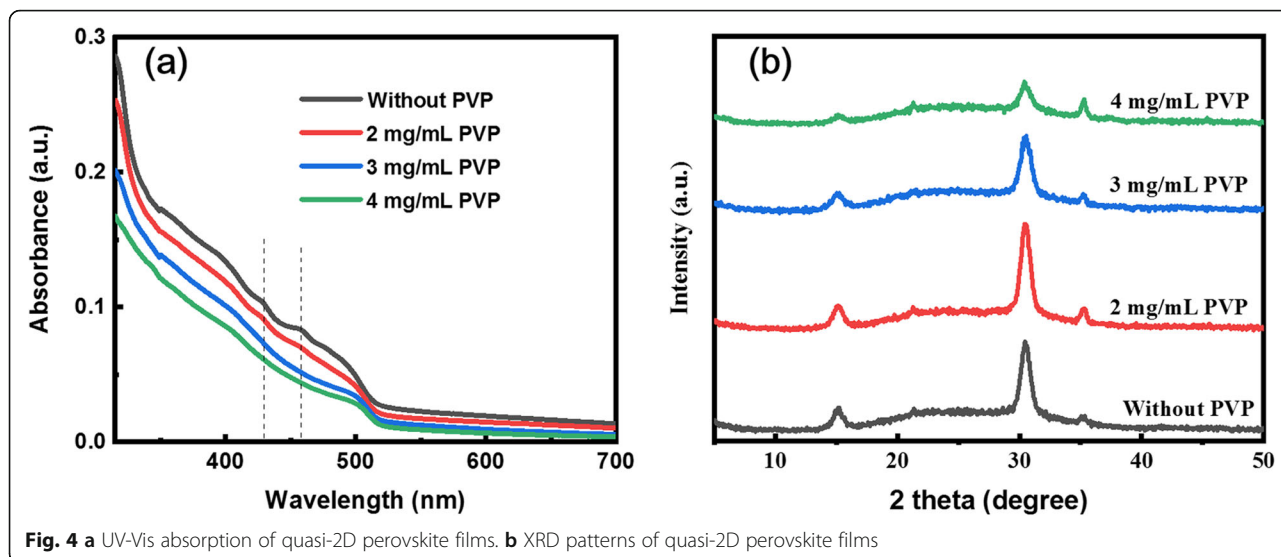 (a)
0.3
0.2
0.1
0.0
Absorbance (a.u.)
Without PVP
2 mg/mL PVP
3 mg/mL PVP
4 mg/mL PVP
400
500
600
700
Wavelength (nm)
(b)
Intensity (a.u.)
4 mg/mL PVP
3 mg/mL PVP
2 mg/mL PVP
Without PVP
10
20
30
40
50
2 theta (degree)
Fig. 4 a UV-Vis absorption of quasi-2D perovskite films. b XRD patterns of quasi-2D perovskite films